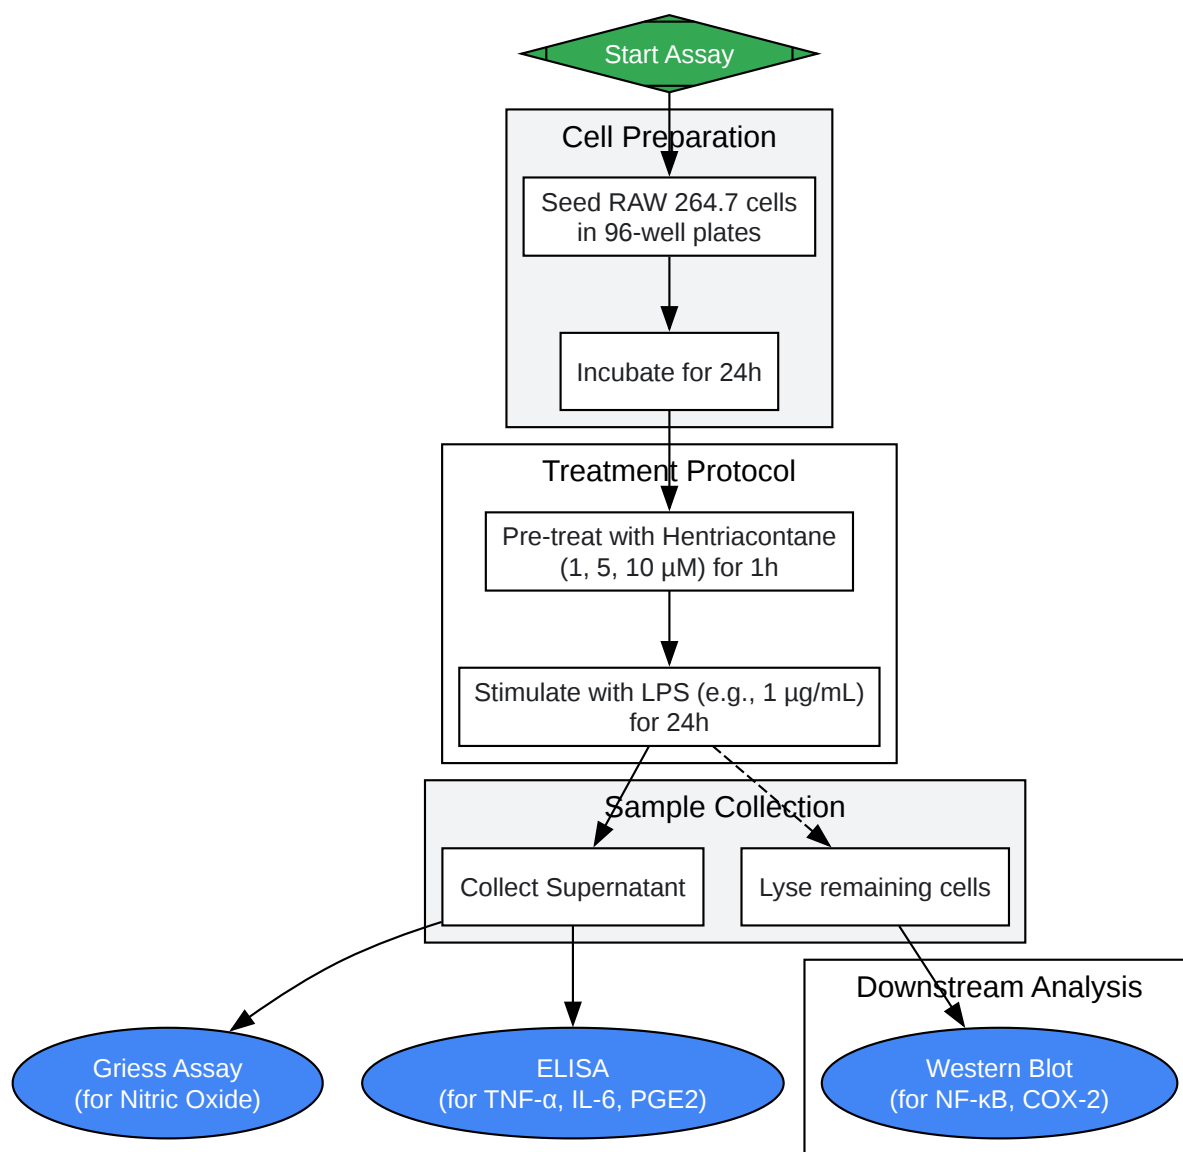 Start Assay
Cell Preparation
Seed RAW 264.7 cells
in 96-well plates
Incubate for 24h
Treatment Protocol
Pre-treat with Hentriacontane
(1, 5, 10 µM) for 1h
Stimulate with LPS (e.g., 1 µg/mL)
for 24h
Sample Collection
Collect Supernatant
Lyse remaining cells
Downstream Analysis
Griess Assay
(for Nitric Oxide)
ELISA
(for TNF-α, IL-6, PGE2)
Western Blot
(for NF-κB, COX-2)